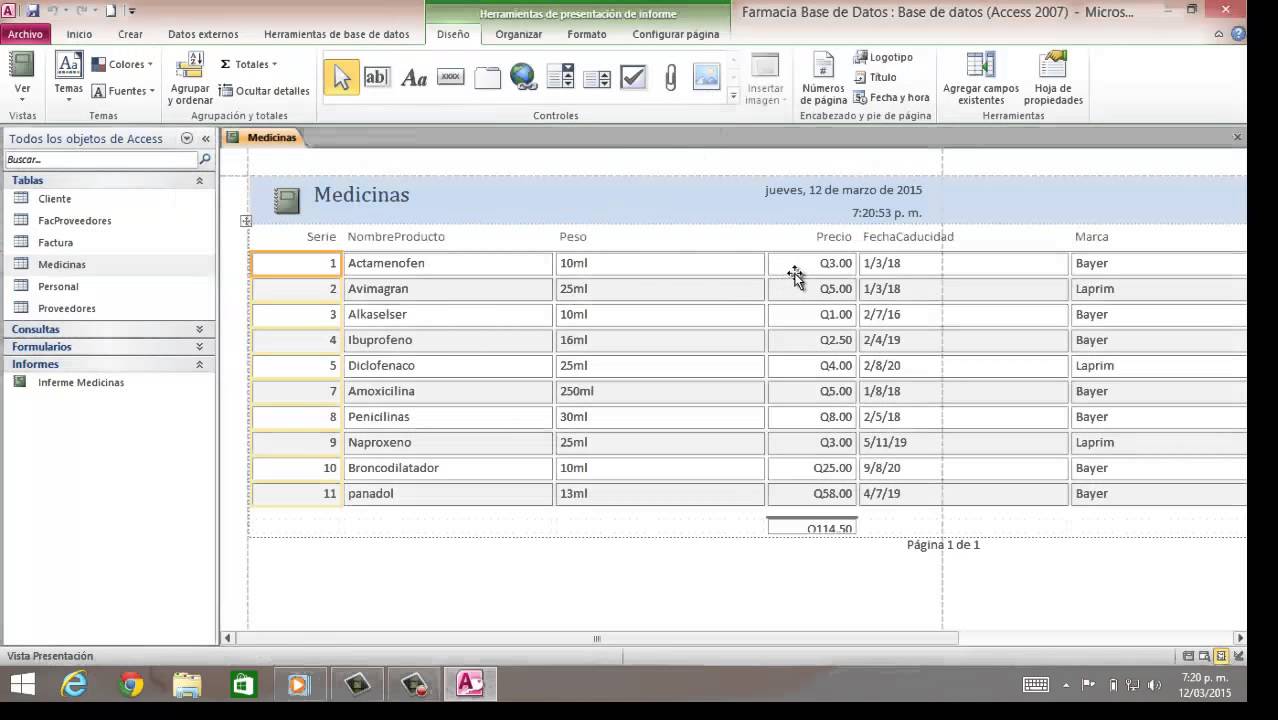 Herramientas de presentación de informe
Farmacia Base de Datos : Base de datos (Access 2007) - Micros...
Archivo Inicio Crear Datos externos Herramientas de base de datos Diseño Organizar Formato Configurar página
Ver
Vistas
Aa
Temas
Colores
A Fuentes
Temas
Agrupar y ordenar
Σ Totales
Ocultar detalles
Agrupación y totales
ab|
Aa
xxxx
Controles
Insertar imagen
Números de página
Logotipo
Título
Fecha y hora
Encabezado y pie de página
Agregar campos existentes
Hoja de propiedades
Herramientas
Todos los objetos de Access
Buscar...
Tablas
Cliente
FacProveedores
Factura
Medicinas
Personal
Proveedores
Consultas
Formularios
Informes
Inferme Medicinas
Medicinas
Medicinas
jueves, 12 de marzo de 2015
7:20:53 p. m.
Serie NombreProducto Peso Precio FechaCaducidad Marca
1 Actamenofen 10ml Q3.00 1/3/18 Bayer
2 Avimagran 25ml Q5.00 1/3/18 Laprim
3 Alkaselser 10ml Q1.00 2/7/16 Bayer
4 Ibuprofeno 16ml Q2.50 2/4/19 Bayer
5 Diclofenaco 25ml Q4.00 2/8/20 Laprim
7 Amoxicilina 250ml Q5.00 1/8/18 Bayer
8 Penicilinas 30ml Q8.00 2/5/18 Bayer
9 Naproxeno 25ml Q3.00 5/11/19 Laprim
10 Broncodilatador 10ml Q25.00 9/8/20 Bayer
11 panadol 13ml Q58.00 4/7/19 Bayer
Q114.50
Página 1 de 1
Vista Presentación
7:20 p. m.
12/03/2015